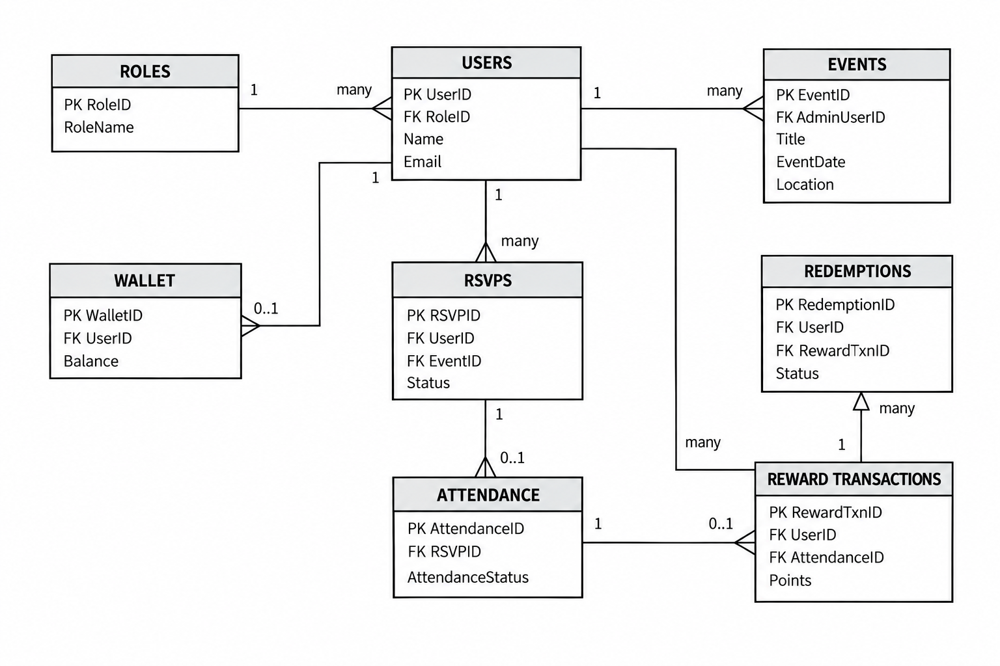 ROLES
PK RoleID
RoleName
1
many
USERS
PK UserID
FK RoleID
Name
Email
1
many
EVENTS
PK EventID
FK AdminUserID
Title
EventDate
Location
1
1
many
WALLET
PK WalletID
FK UserID
Balance
0..1
RSVPS
PK RSVPID
FK UserID
FK EventID
Status
REDEMPTIONS
PK RedemptionID
FK UserID
FK RewardTxnID
Status
many
1
1
0..1
many
ATTENDANCE
PK AttendanceID
FK RSVPID
AttendanceStatus
1
0..1
REWARD TRANSACTIONS
PK RewardTxnID
FK UserID
FK AttendanceID
Points